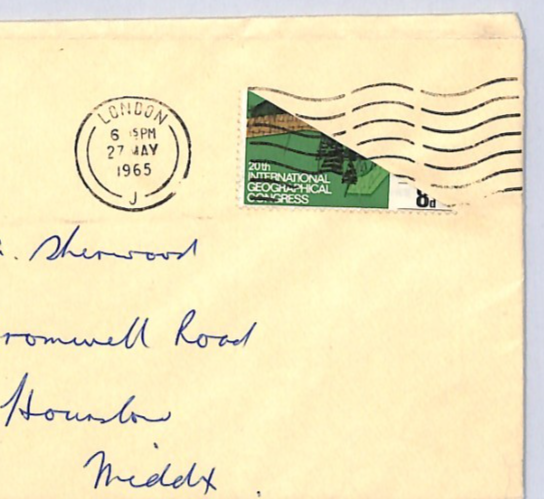 LONDON
6 15PM
27 MAY
1965
J
20th
INTERNATIONAL
GEOGRAPHICAL
CONGRESS
8d
. Sherwood
romwell Road
Hounslow
Middx.